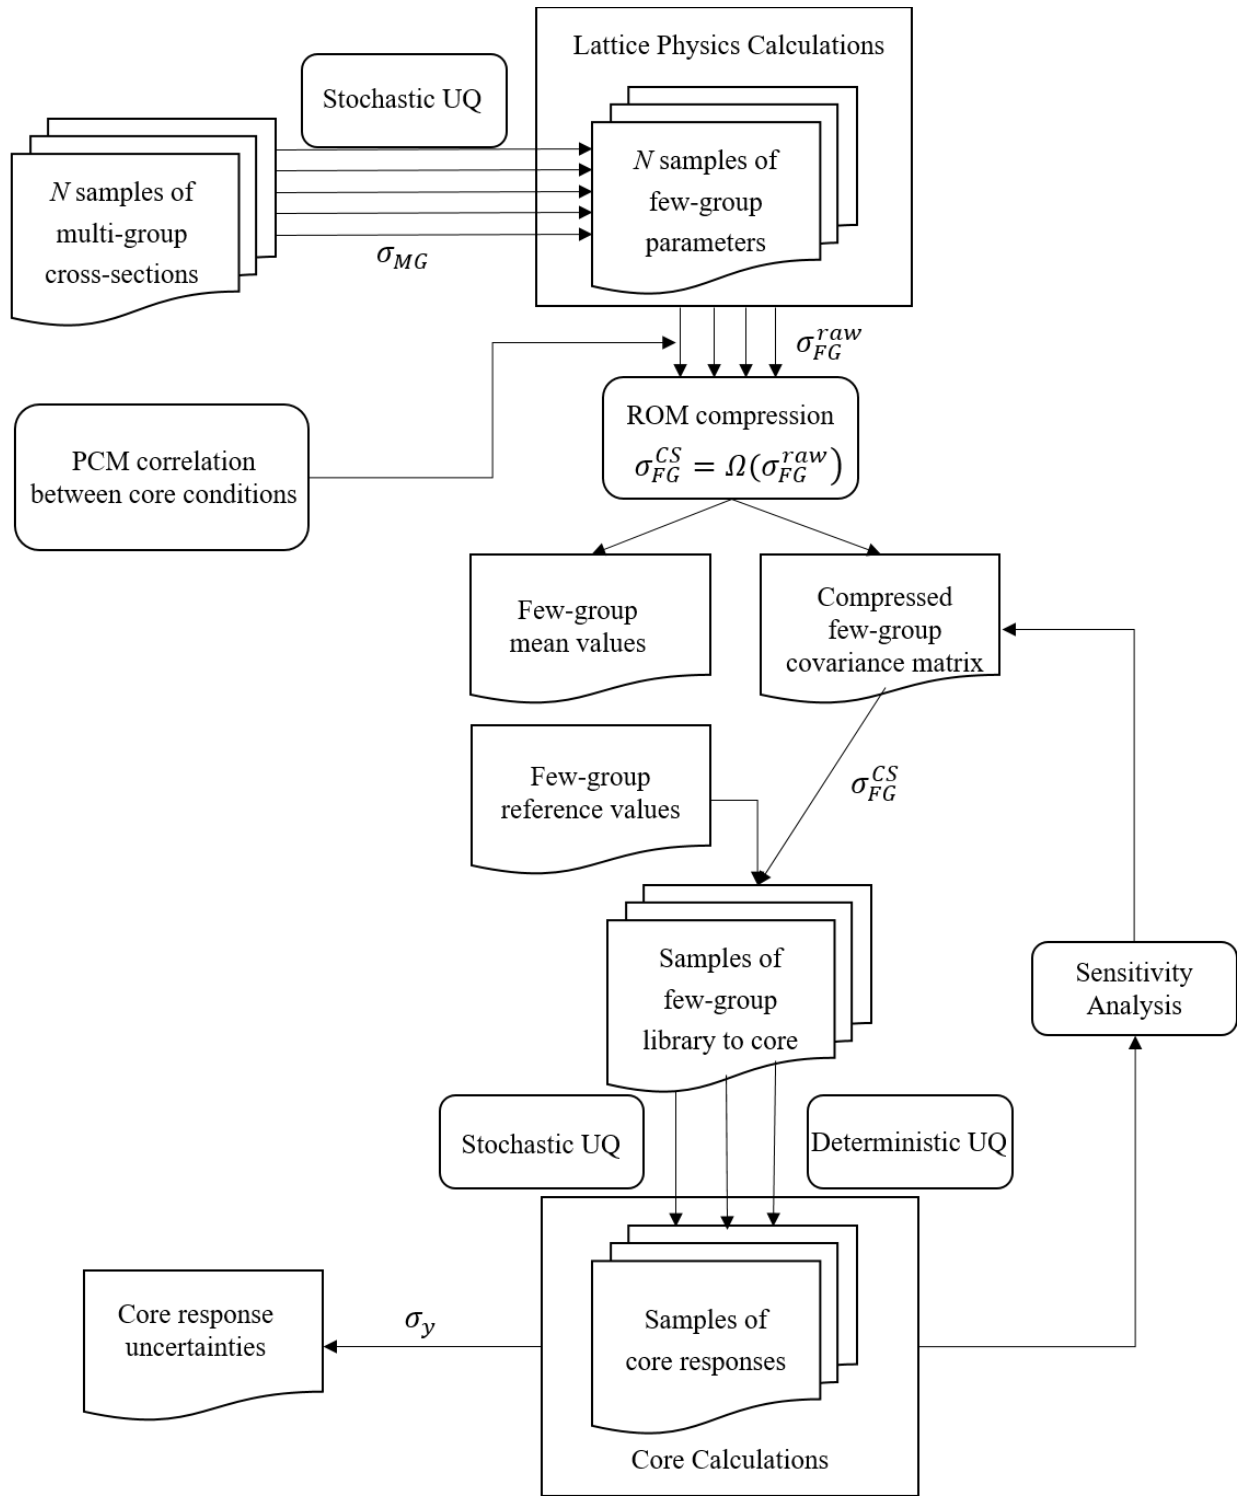 Lattice Physics Calculations
Stochastic UQ
N samples of
multi-group
cross-sections
N samples of
few-group
parameters
σ_MG
σ_FG^raw
ROM compression
σ_FG^CS = Ω(σ_FG^raw)
PCM correlation
between core conditions
Few-group
mean values
Compressed
few-group
covariance matrix
Few-group
reference values
σ_FG^CS
Samples of
few-group
library to core
Sensitivity
Analysis
Stochastic UQ
Deterministic UQ
Core response
uncertainties
σ_y
Samples of
core responses
Core Calculations